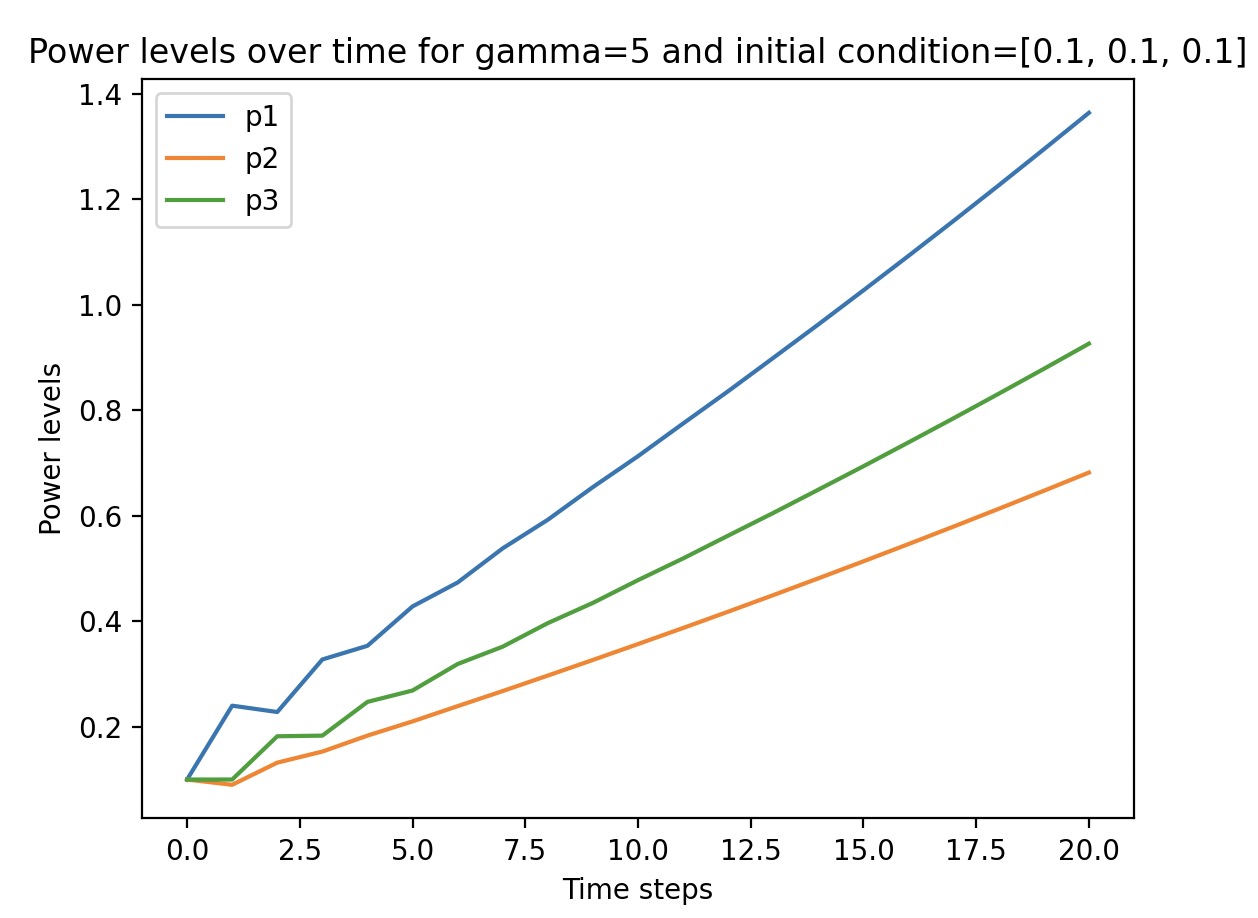 Power levels over time for gamma=5 and initial condition=[0.1, 0.1, 0.1]
1.4
1.2
1.0
0.8
0.6
0.4
0.2
Power levels
p1
p2
p3
0.0 2.5 5.0 7.5 10.0 12.5 15.0 17.5 20.0
Time steps